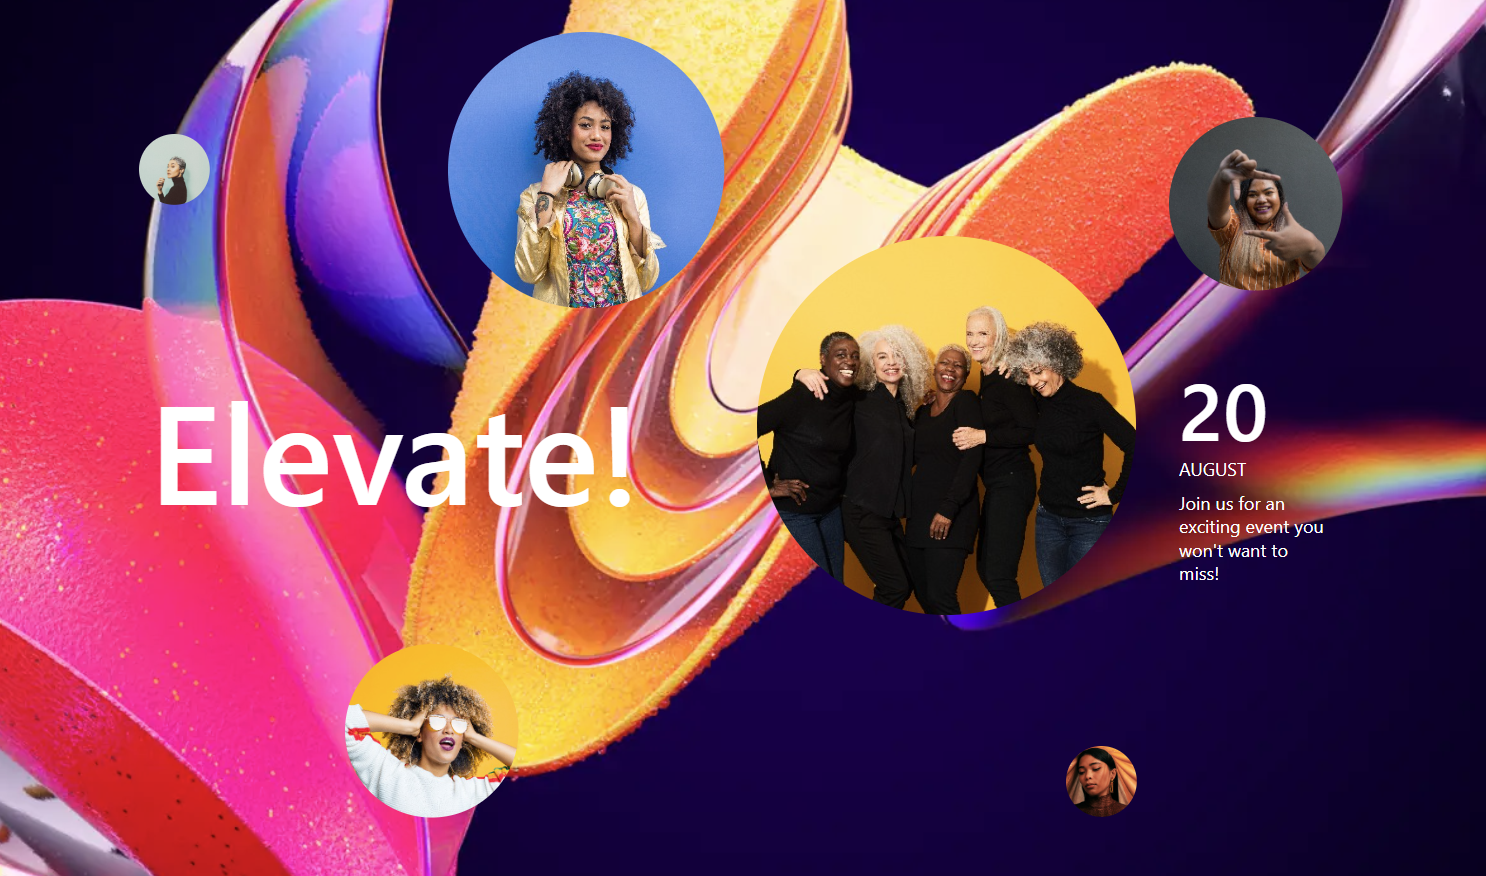 Elevate!
20
AUGUST
Join us for an
exciting event you
won't want to
miss!